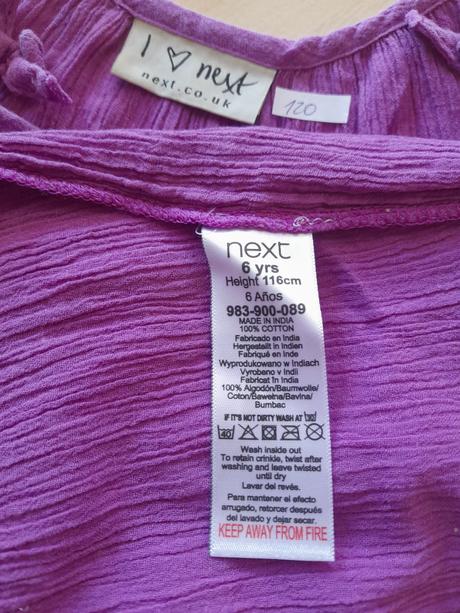 I ♡ next
next.co.uk
120
next
6 yrs
Height 116cm
6 Años
983-900-089
MADE IN INDIA
100% COTTON
Fabricado en India
Hergestellt in Indien
Fabriqué en Inde
Wyprodukowano w Indiach
Vyrobeno v Indii
Fabricat în India
100% Algodón/Baumwolle/
Coton/Bawełna/Bavlna/
Bumbac
IF IT'S NOT DIRTY WASH AT 30
40
Wash inside out
To retain crinkle, twist after
washing and leave twisted
until dry
Lavar del revés.
Para mantener el efecto
arrugado, retorcer después
del lavado y dejar secar.
KEEP AWAY FROM FIRE